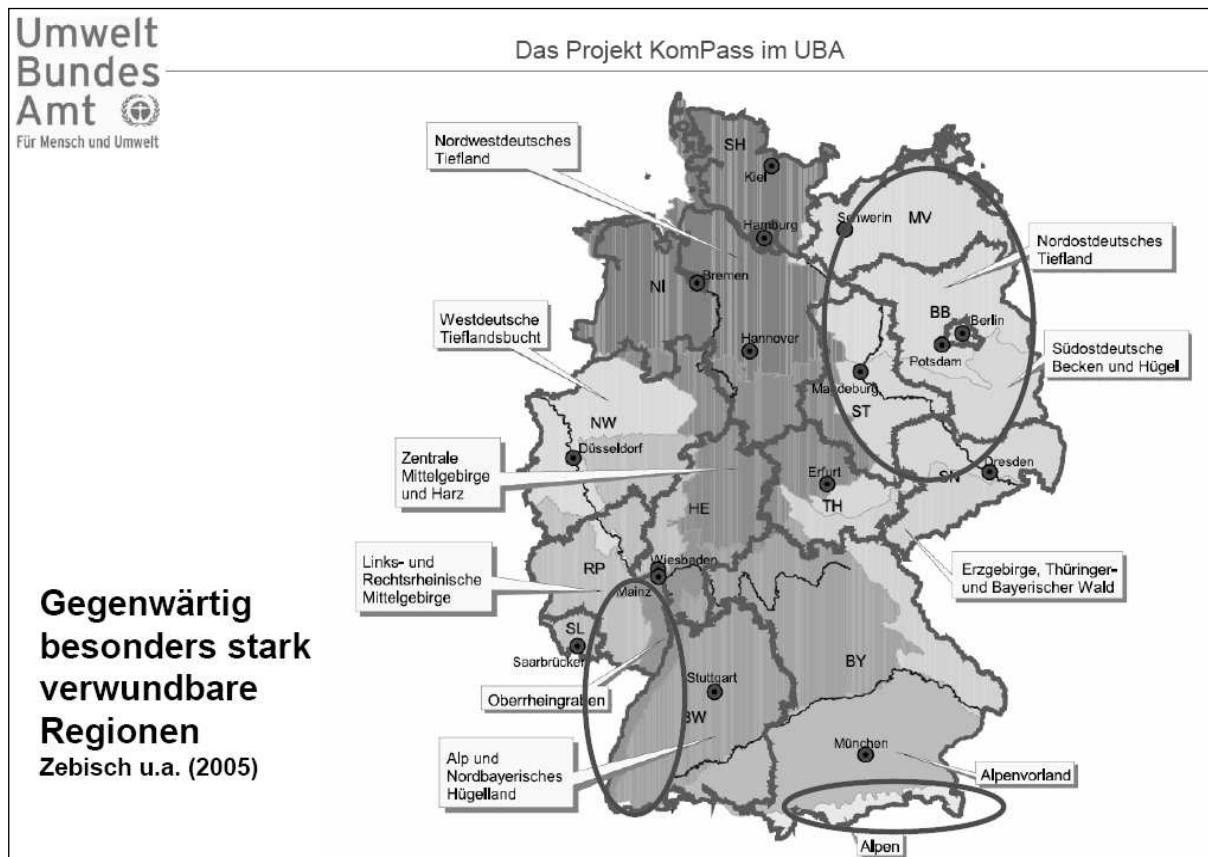 Umwelt
Bundes
Amt
Für Mensch und Umwelt
Das Projekt KomPass im UBA
Nordwestdeutsches
Tiefland
SH
Kiel
Schwerin
MV
Hamburg
Nordostdeutsches
Tiefland
NI
Bremen
Westdeutsche
Tieflandsbucht
BB
Berlin
Hannover
Potsdam
Südostdeutsche
Becken und Hügel
Magdeburg
ST
NW
Düsseldorf
Zentrale
Mittelgebirge
und Harz
Erfurt
Dresden
SN
HE
TH
Links- und
Rechtsrheinische
Mittelgebirge
RP
Wiesbaden
Mainz
Erzgebirge, Thüringer-
und Bayerischer Wald
Gegenwärtig
besonders stark
verwundbare
Regionen
Zebisch u.a. (2005)
SL
Saarbrücken
BY
Stuttgart
Oberrheingraben
BW
Alp und
Nordbayerisches
Hügelland
München
Alpenvorland
Alpen